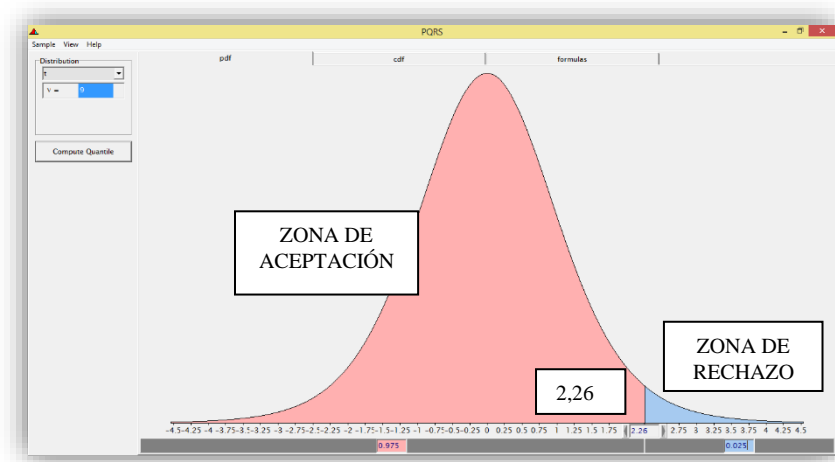 PQRS
Sample View Help
Distribution
t
V = 9
Compute Quantile
pdf
cdf
formulas
ZONA DE
ACEPTACIÓN
ZONA DE
RECHAZO
2,26
-4.5-4.25 -4 -3.75-3.5-3.25 -3 -2.75-2.5-2.25 -2 -1.75-1.5-1.25 -1 -0.75-0.5-0.25 0 0.25 0.5 0.75 1 1.25 1.5 1.75 2.26 2.75 3 3.25 3.5 3.75 4 4.25 4.5
0.975
0.025